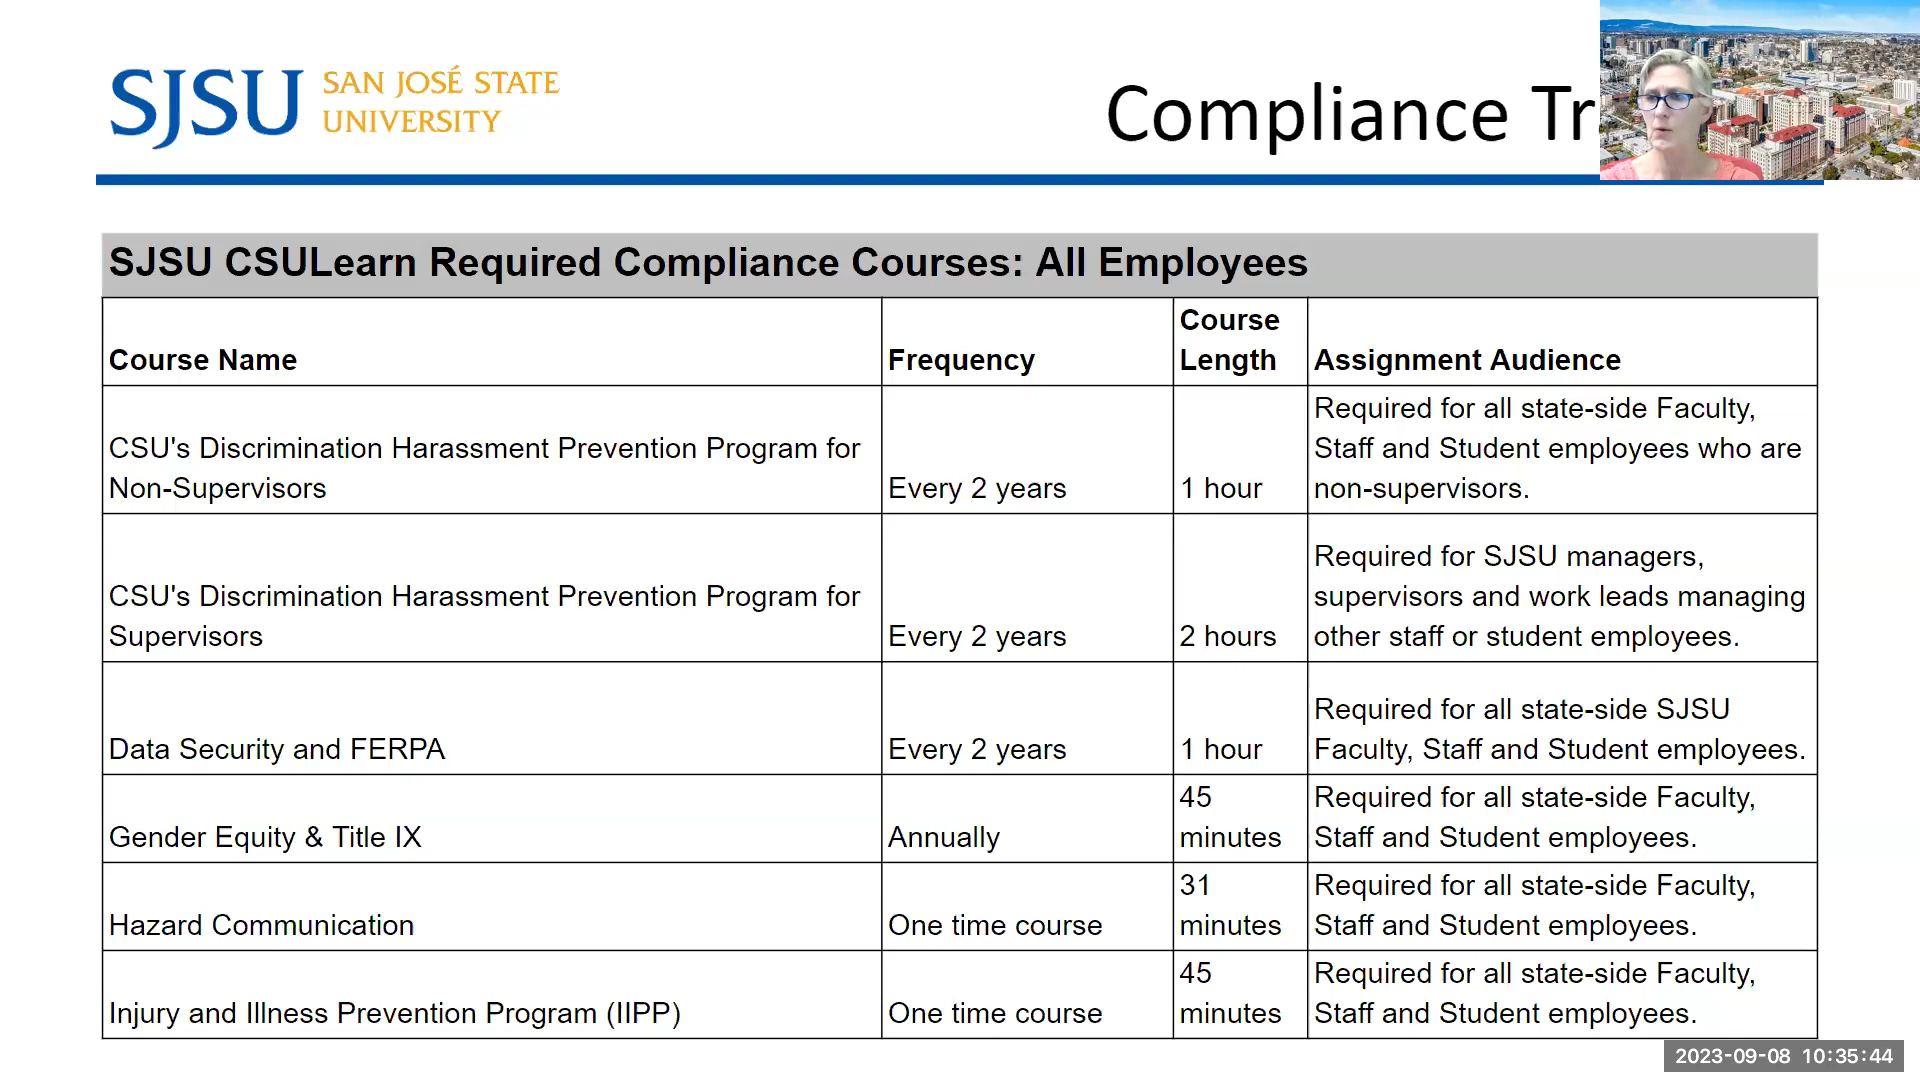 SJSU SAN JOSÉ STATE
UNIVERSITY
Compliance Tr
SJSU CSULearn Required Compliance Courses: All Employees
Course Name
Frequency
Course
Length
Assignment Audience
CSU's Discrimination Harassment Prevention Program for
Non-Supervisors
Every 2 years
1 hour
Required for all state-side Faculty,
Staff and Student employees who are
non-supervisors.
CSU's Discrimination Harassment Prevention Program for
Supervisors
Every 2 years
2 hours
Required for SJSU managers,
supervisors and work leads managing
other staff or student employees.
Data Security and FERPA
Every 2 years
1 hour
Required for all state-side SJSU
Faculty, Staff and Student employees.
Gender Equity & Title IX
Annually
45
minutes
Required for all state-side Faculty,
Staff and Student employees.
Hazard Communication
One time course
31
minutes
Required for all state-side Faculty,
Staff and Student employees.
Injury and Illness Prevention Program (IIPP)
One time course
45
minutes
Required for all state-side Faculty,
Staff and Student employees.
2023-09-08 10:35:44